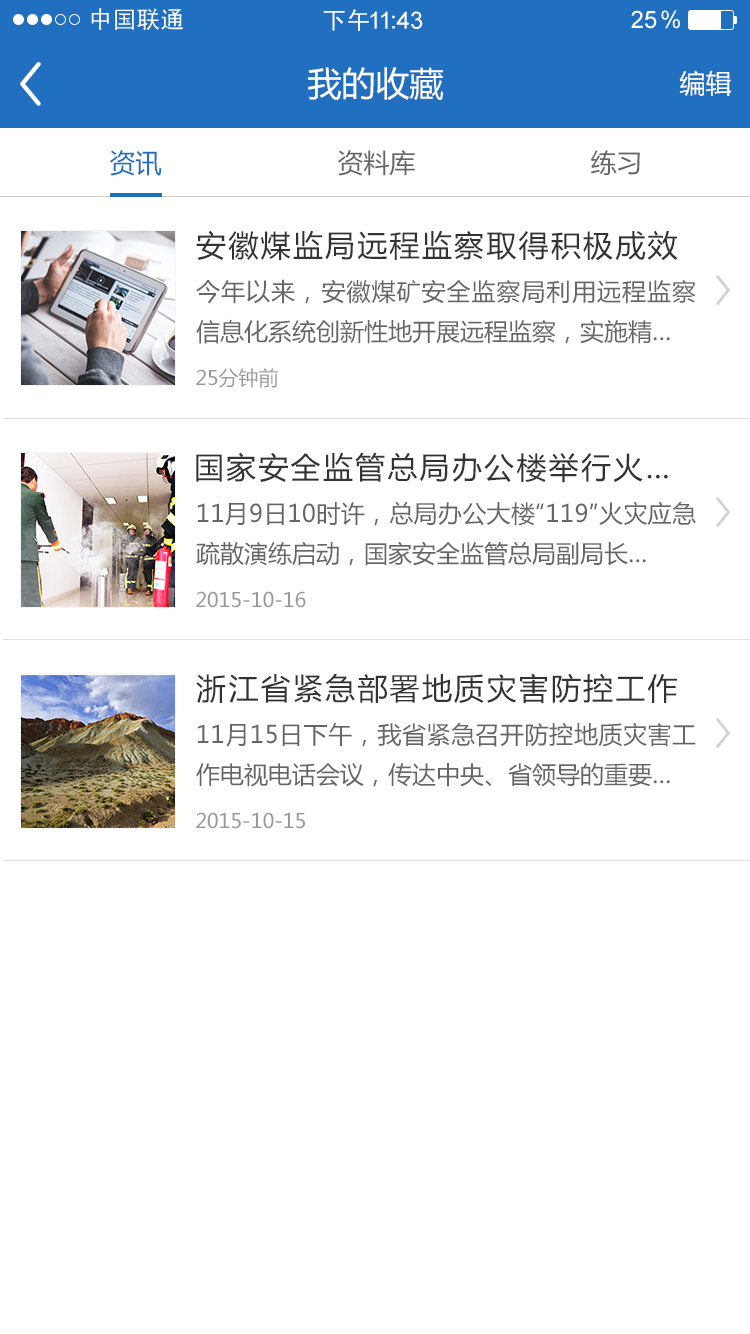 中国联通 下午11:43 25%
我的收藏 编辑
资讯 资料库 练习
安徽煤监局远程监察取得积极成效
今年以来，安徽煤矿安全监察局利用远程监察
信息化系统创新性地开展远程监察，实施精...
25分钟前
国家安全监管总局办公楼举行火...
11月9日10时许，总局办公大楼“119”火灾应急
疏散演练启动，国家安全监管总局副局长...
2015-10-16
浙江省紧急部署地质灾害防控工作
11月15日下午，我省紧急召开防控地质灾害工
作电视电话会议，传达中央、省领导的重要...
2015-10-15